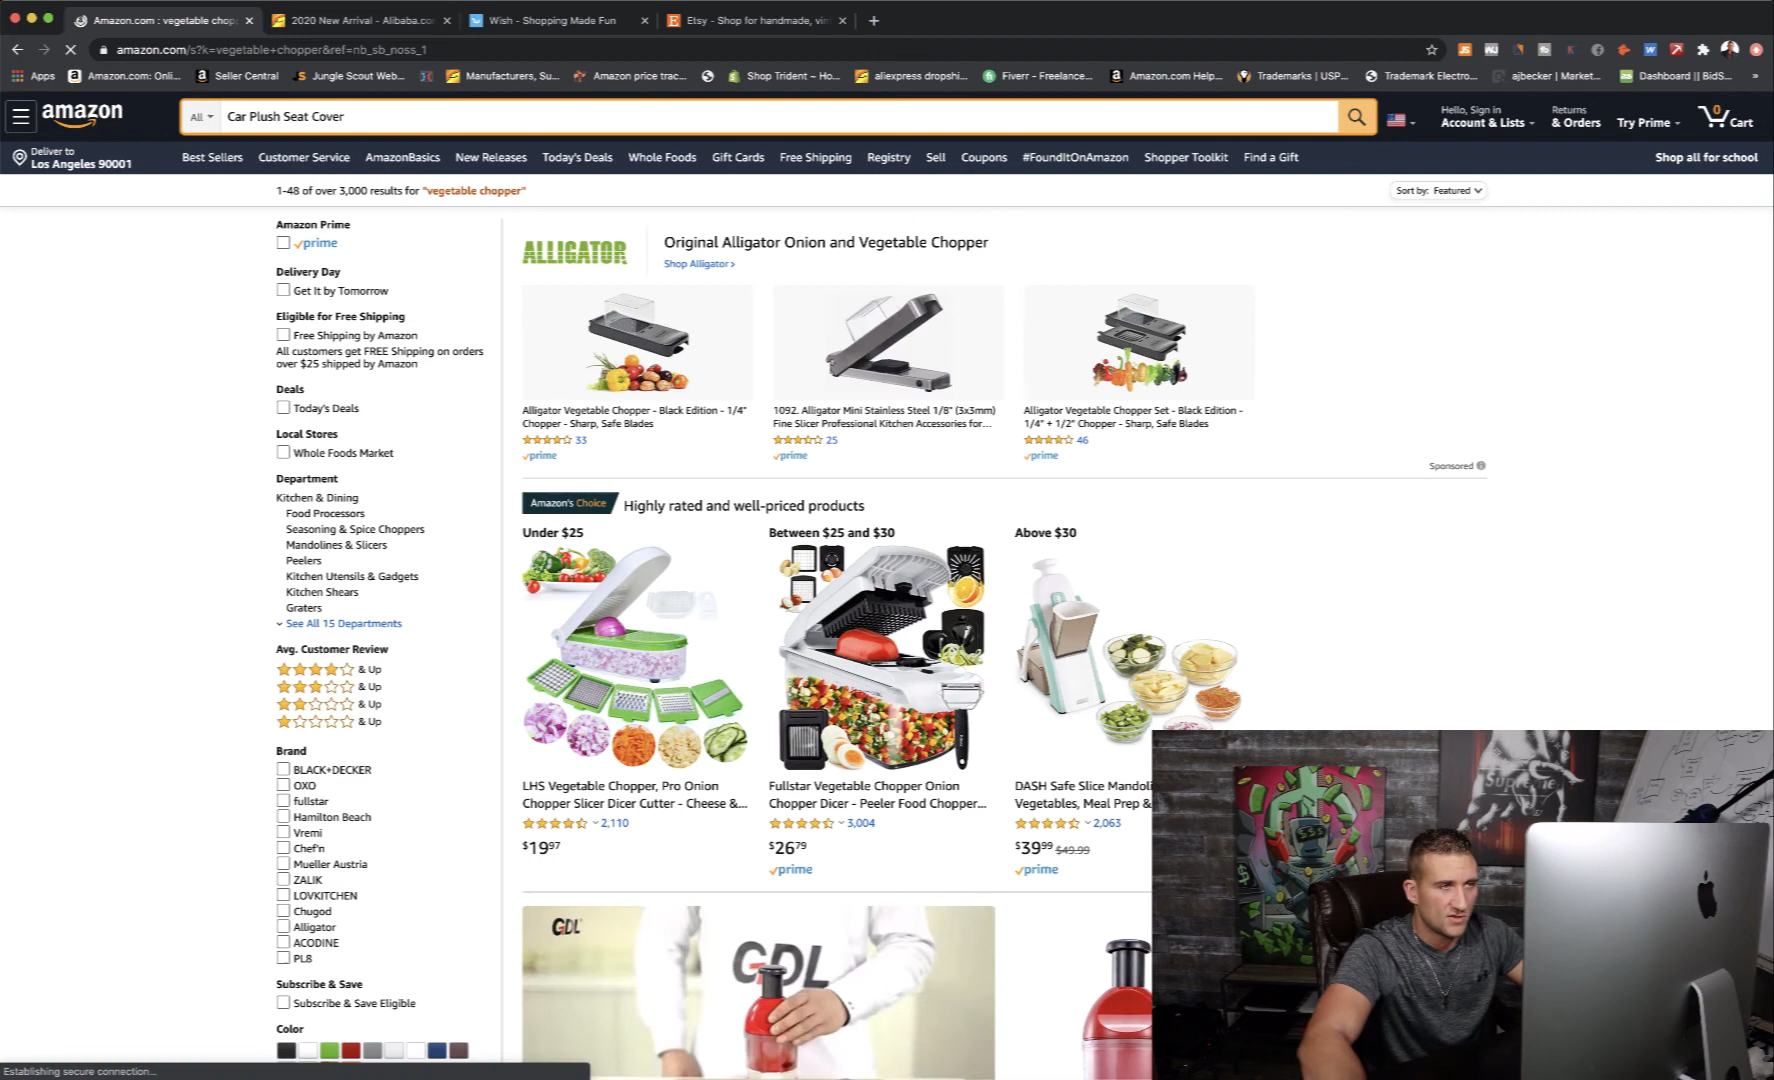 Amazon.com : vegetable chopp
2020 New Arrival - Alibaba.co
Wish - Shopping Made Fun
Etsy - Shop for handmade, vin
amazon.com/s?k=vegetable+chopper&ref=nb_sb_noss_1
Apps
Amazon.com: Onli...
Seller Central
Jungle Scout Web...
Manufacturers, Su...
Amazon price trac...
Shop Trident – Ho...
aliexpress dropshi...
Fiverr - Freelance...
Amazon.com Help...
Trademarks | USP...
Trademark Electro...
ajbecker | Market...
Dashboard || BidS...
amazon
All
Car Plush Seat Cover
Hello, Sign in
Account & Lists
Returns
& Orders
Try Prime
0
Cart
Deliver to
Los Angeles 90001
Best Sellers
Customer Service
AmazonBasics
New Releases
Today's Deals
Whole Foods
Gift Cards
Free Shipping
Registry
Sell
Coupons
#FoundItOnAmazon
Shopper Toolkit
Find a Gift
Shop all for school
1-48 of over 3,000 results for "vegetable chopper"
Sort by: Featured
Amazon Prime
prime
Delivery Day
Get It by Tomorrow
Eligible for Free Shipping
Free Shipping by Amazon
All customers get FREE Shipping on orders
over $25 shipped by Amazon
Deals
Today's Deals
Local Stores
Whole Foods Market
Department
Kitchen & Dining
Food Processors
Seasoning & Spice Choppers
Mandolines & Slicers
Peelers
Kitchen Utensils & Gadgets
Kitchen Shears
Graters
See All 15 Departments
Avg. Customer Review
& Up
& Up
& Up
& Up
Brand
BLACK+DECKER
OXO
fullstar
Hamilton Beach
Vremi
Chef'n
Mueller Austria
ZALIK
LOVKITCHEN
Chugod
Alligator
ACODINE
PL8
Subscribe & Save
Subscribe & Save Eligible
Color
ALLIGATOR
Original Alligator Onion and Vegetable Chopper
Shop Alligator ›
Alligator Vegetable Chopper - Black Edition - 1/4"
Chopper - Sharp, Safe Blades
33
prime
1092. Alligator Mini Stainless Steel 1/8" (3x3mm)
Fine Slicer Professional Kitchen Accessories for...
25
prime
Alligator Vegetable Chopper Set - Black Edition -
1/4" + 1/2" Chopper - Sharp, Safe Blades
46
prime
Sponsored
Amazon's Choice
Highly rated and well-priced products
Under $25
LHS Vegetable Chopper, Pro Onion
Chopper Slicer Dicer Cutter - Cheese &...
2,110
$19 97
Between $25 and $30
Fullstar Vegetable Chopper Onion
Chopper Dicer - Peeler Food Chopper...
3,004
$26 79
prime
Above $30
DASH Safe Slice Mandoli
Vegetables, Meal Prep &
2,063
$39 99 $49.99
prime
GDL
GDL
SUPREME
$$$
Establishing secure connection...